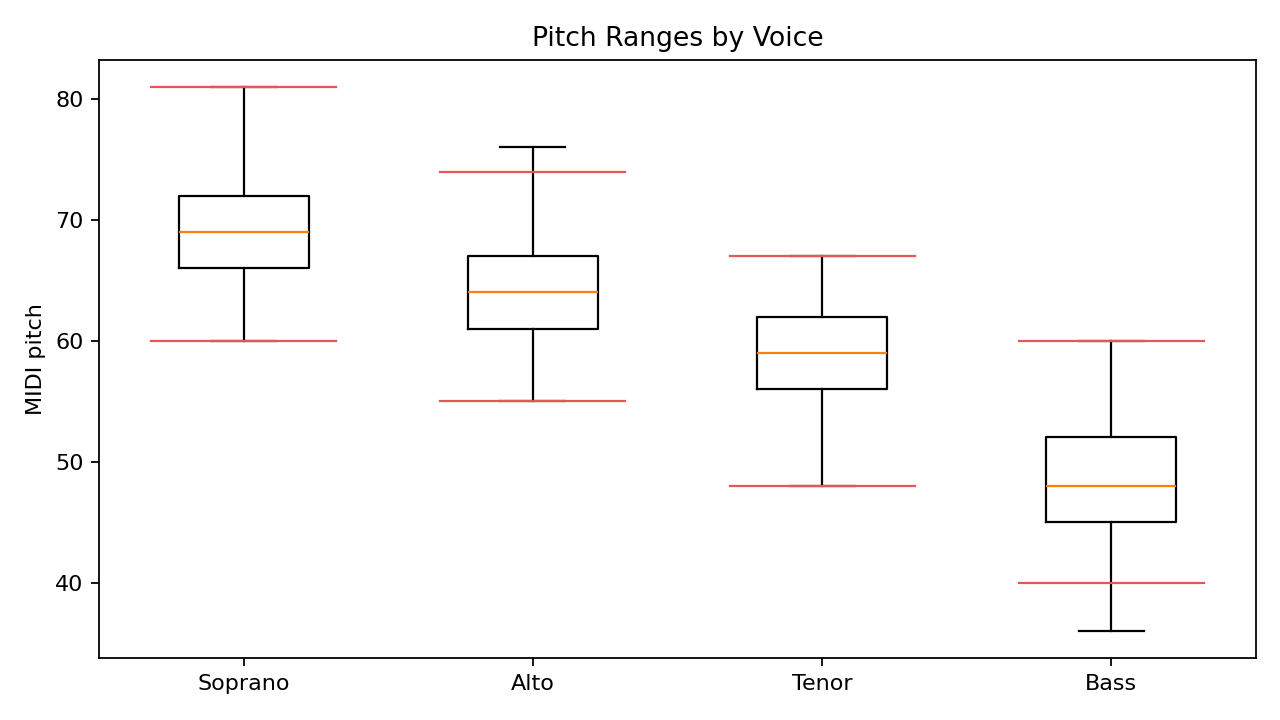 Pitch Ranges by Voice
MIDI pitch
80
70
60
50
40
Soprano
Alto
Tenor
Bass